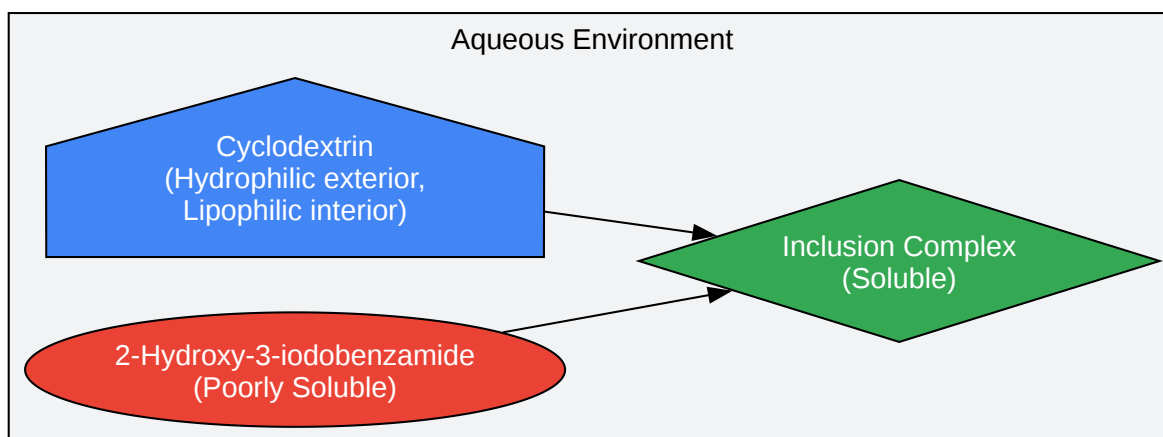 Aqueous Environment
Cyclodextrin
(Hydrophilic exterior,
Lipophilic interior)
Inclusion Complex
(Soluble)
2-Hydroxy-3-iodobenzamide
(Poorly Soluble)